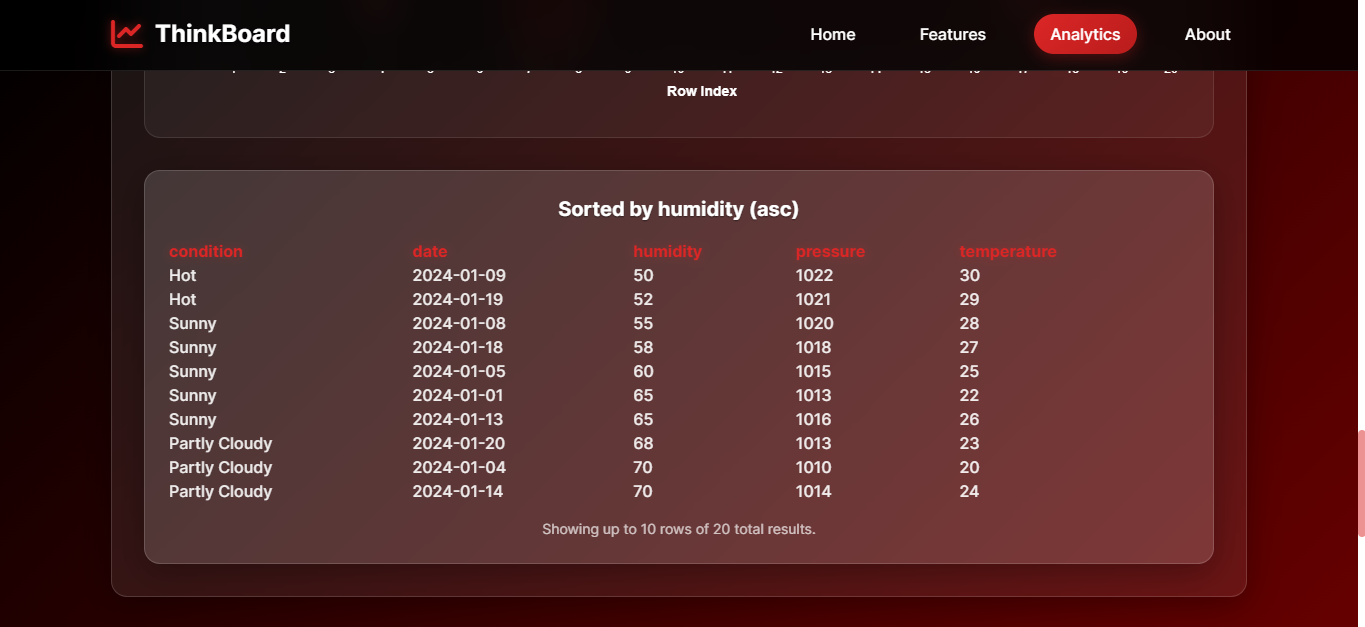 ThinkBoard
Home Features Analytics About
Row Index
Sorted by humidity (asc)
condition date humidity pressure temperature
Hot 2024-01-09 50 1022 30
Hot 2024-01-19 52 1021 29
Sunny 2024-01-08 55 1020 28
Sunny 2024-01-18 58 1018 27
Sunny 2024-01-05 60 1015 25
Sunny 2024-01-01 65 1013 22
Sunny 2024-01-13 65 1016 26
Partly Cloudy 2024-01-20 68 1013 23
Partly Cloudy 2024-01-04 70 1010 20
Partly Cloudy 2024-01-14 70 1014 24
Showing up to 10 rows of 20 total results.